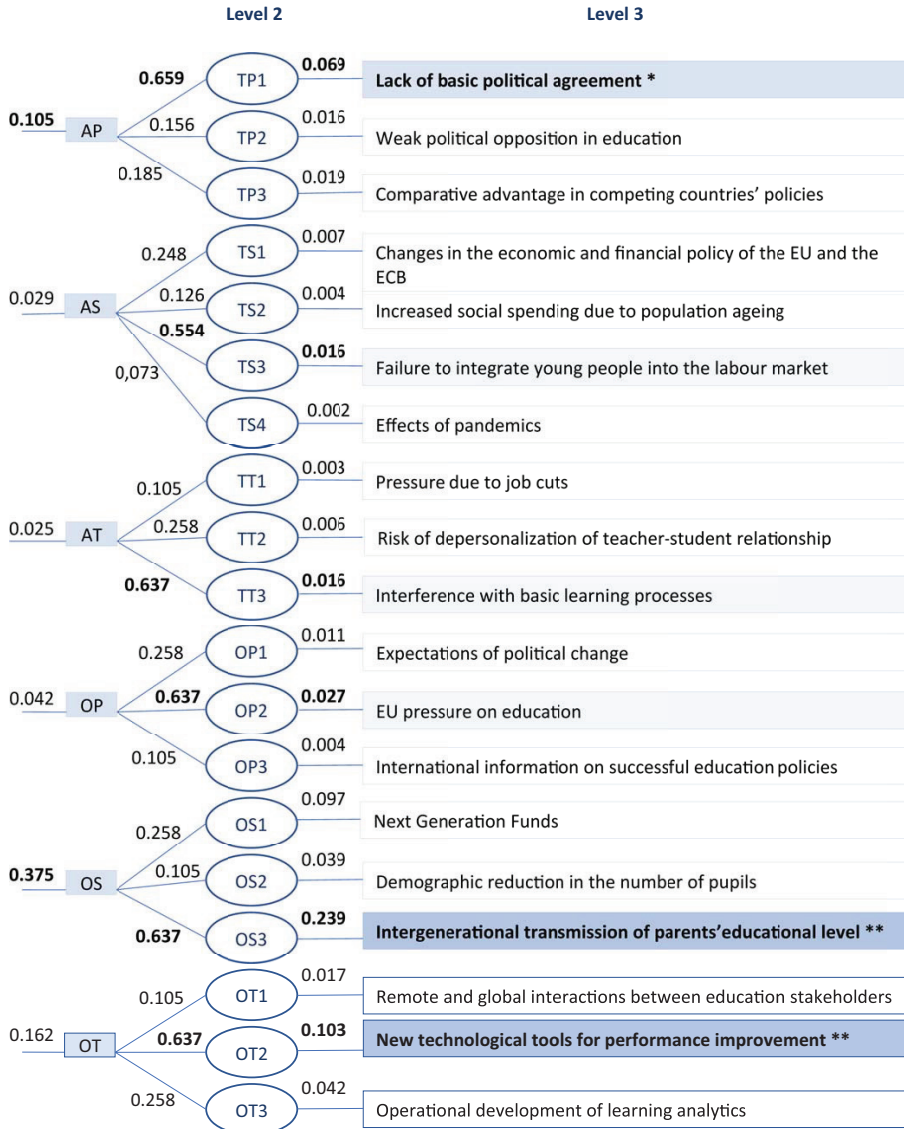 Level 2 Level 3
0.659 TP1 0.069 Lack of basic political agreement *
0.105 AP 0.156 TP2 0.016 Weak political opposition in education
0.185 TP3 0.019 Comparative advantage in competing countries' policies
0.248 TS1 0.007 Changes in the economic and financial policy of the EU and the
ECB
0.029 AS 0.126 TS2 0.004 Increased social spending due to population ageing
0.554 TS3 0.016 Failure to integrate young people into the labour market
0,073 TS4 0.002 Effects of pandemics
0.105 TT1 0.003 Pressure due to job cuts
0.025 AT 0.258 TT2 0.006 Risk of depersonalization of teacher-student relationship
0.637 TT3 0.016 Interference with basic learning processes
0.258 OP1 0.011 Expectations of political change
0.042 OP 0.637 OP2 0.027 EU pressure on education
0.105 OP3 0.004 International information on successful education policies
0.258 OS1 0.097 Next Generation Funds
0.375 OS 0.105 OS2 0.039 Demographic reduction in the number of pupils
0.637 OS3 0.239 Intergenerational transmission of parents'educational level **
0.105 OT1 0.017 Remote and global interactions between education stakeholders
0.162 OT 0.637 OT2 0.103 New technological tools for performance improvement **
0.258 OT3 0.042 Operational development of learning analytics